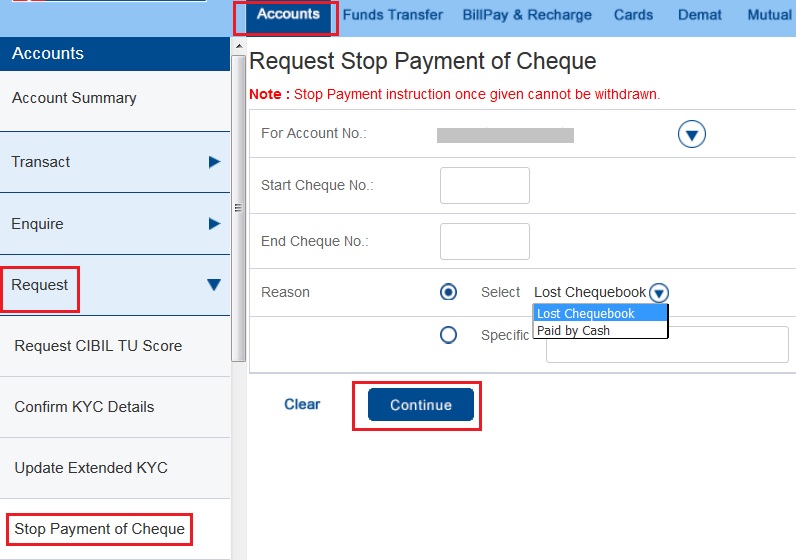 Accounts Funds Transfer BillPay & Recharge Cards Demat Mutual
Accounts
Account Summary
Transact
Enquire
Request
Request CIBIL TU Score
Confirm KYC Details
Update Extended KYC
Stop Payment of Cheque
Request Stop Payment of Cheque
Note : Stop Payment instruction once given cannot be withdrawn.
For Account No.:
Start Cheque No.:
End Cheque No.:
Reason Select Lost Chequebook
Lost Chequebook
Paid by Cash
Specific
Clear Continue